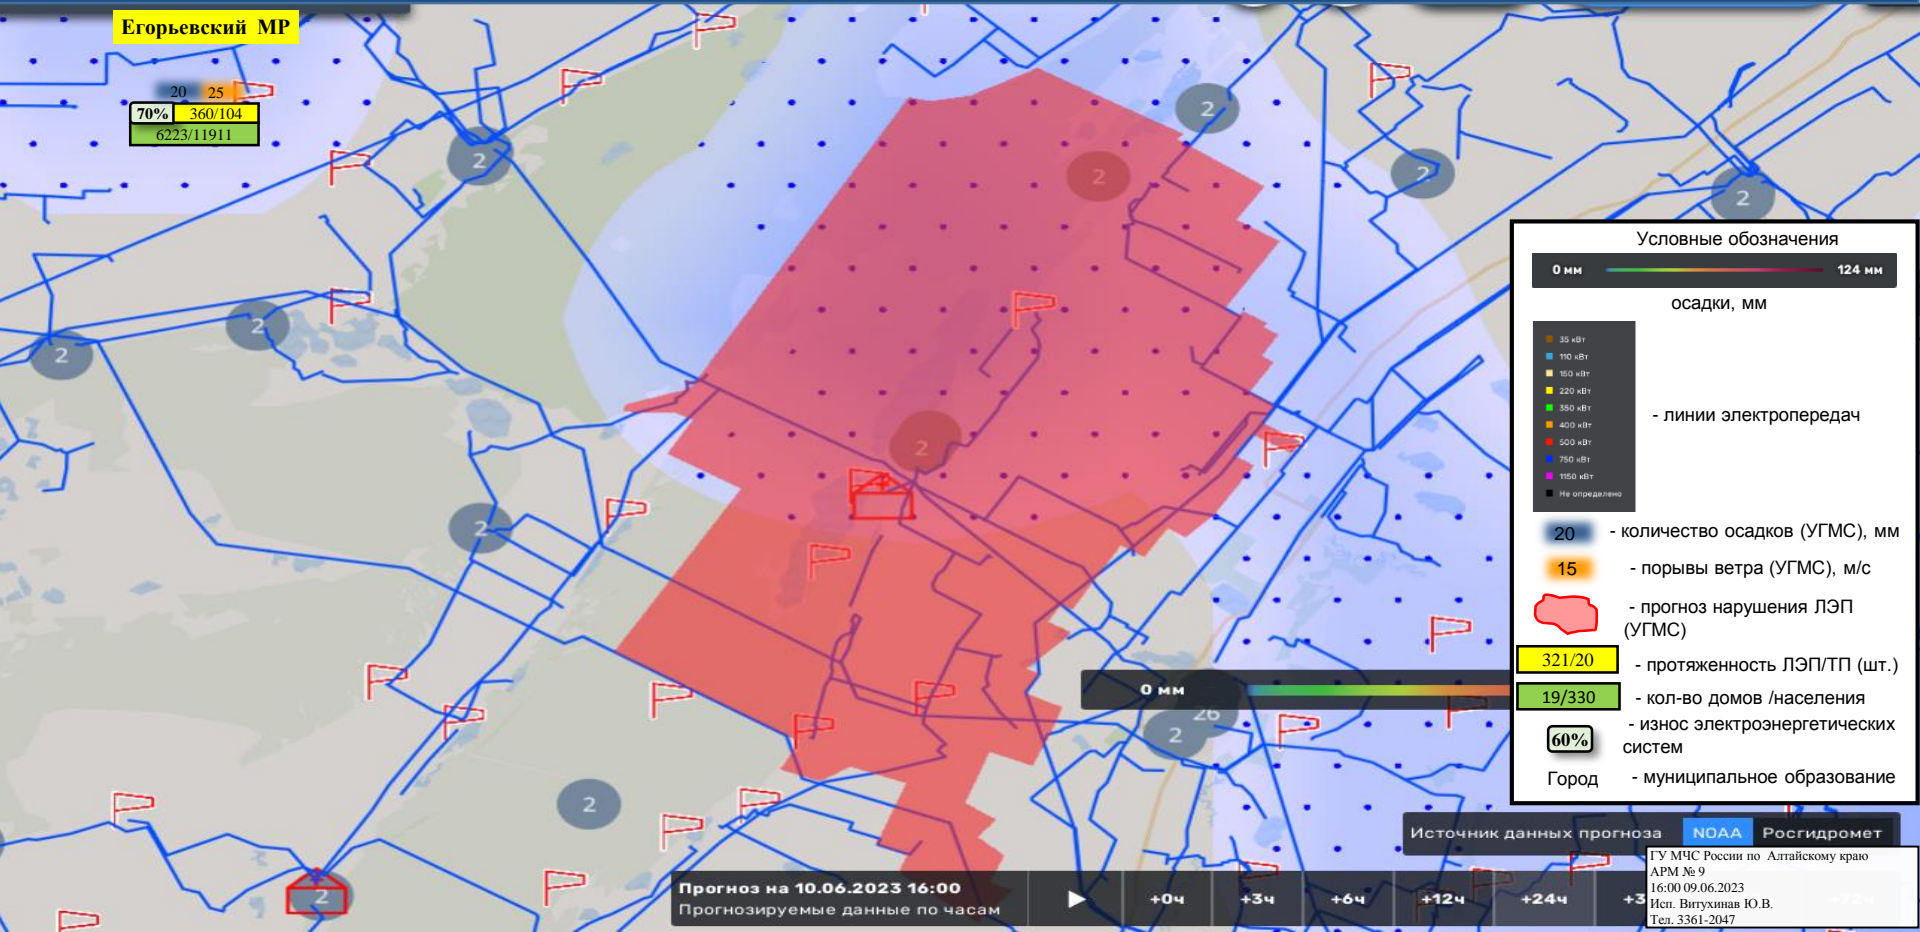 Егорьевский МР
20 25
70% 360/104
6223/11911
2
2
2
2
2
2
2
2
2
2
26
2
2
2
Условные обозначения
0 мм 124 мм
осадки, мм
35 кВт
110 кВт
150 кВт
220 кВт
350 кВт
400 кВт
500 кВт
750 кВт
1150 кВт
Не определено
- линии электропередач
20 - количество осадков (УГМС), мм
15 - порывы ветра (УГМС), м/с
- прогноз нарушения ЛЭП
(УГМС)
321/20 - протяженность ЛЭП/ТП (шт.)
19/330 - кол-во домов /населения
60% - износ электроэнергетических
систем
Город - муниципальное образование
0 мм
Источник данных прогноза NOAA Росгидромет
Прогноз на 10.06.2023 16:00
Прогнозируемые данные по часам
+0ч +3ч +6ч +12ч +24ч +3
ГУ МЧС России по Алтайскому краю
АРМ № 9
16:00 09.06.2023
Исп. Витухинав Ю.В.
Тел. 3361-2047